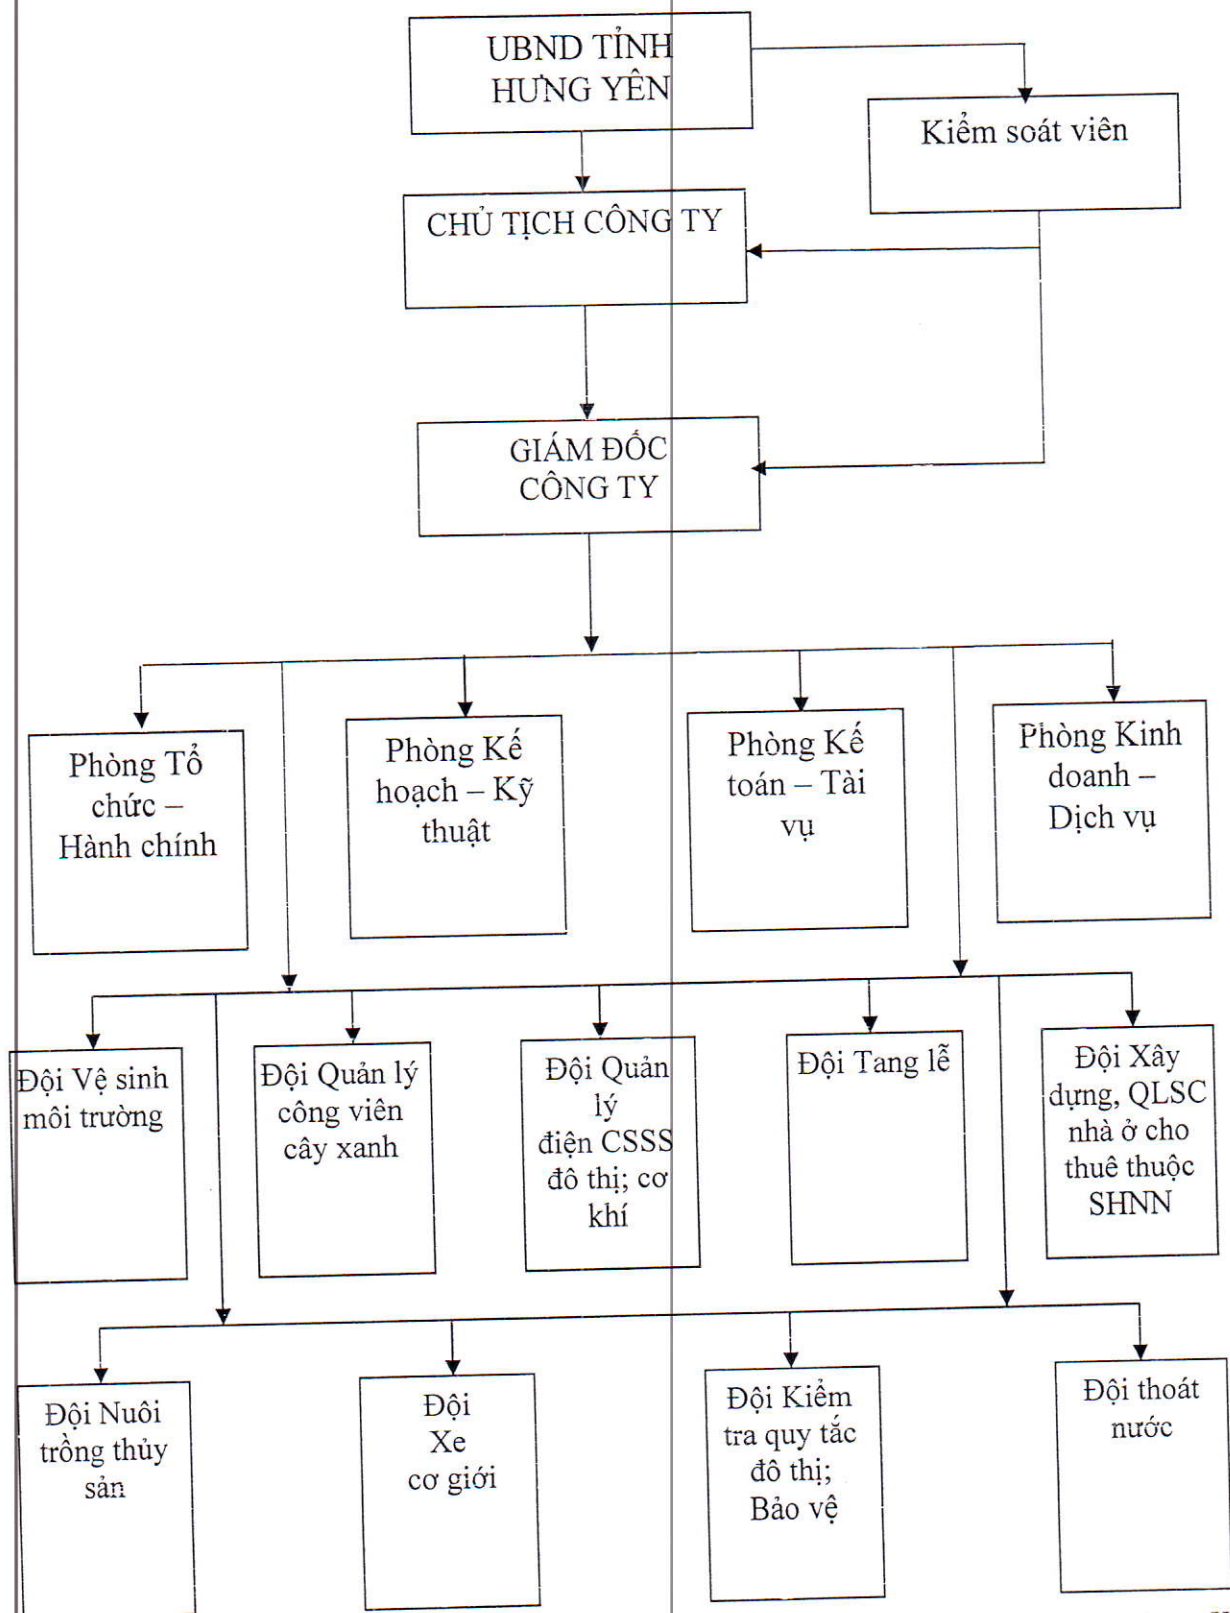 UBND TỈNH
HƯNG YÊN
Kiểm soát viên
CHỦ TỊCH CÔNG TY
GIÁM ĐỐC
CÔNG TY
Phòng Tổ
chức –
Hành chính
Phòng Kế
hoạch – Kỹ
thuật
Phòng Kế
toán – Tài
vụ
Phòng Kinh
doanh –
Dịch vụ
Đội Vệ sinh
môi trường
Đội Quản lý
công viên
cây xanh
Đội Quản
lý
điện CSSS
đô thị; cơ
khí
Đội Tang lễ
Đội Xây
dựng, QLSC
nhà ở cho
thuê thuộc
SHNN
Đội Nuôi
trồng thủy
sản
Đội
Xe
cơ giới
Đội Kiểm
tra quy tắc
đô thị;
Bảo vệ
Đội thoát
nước